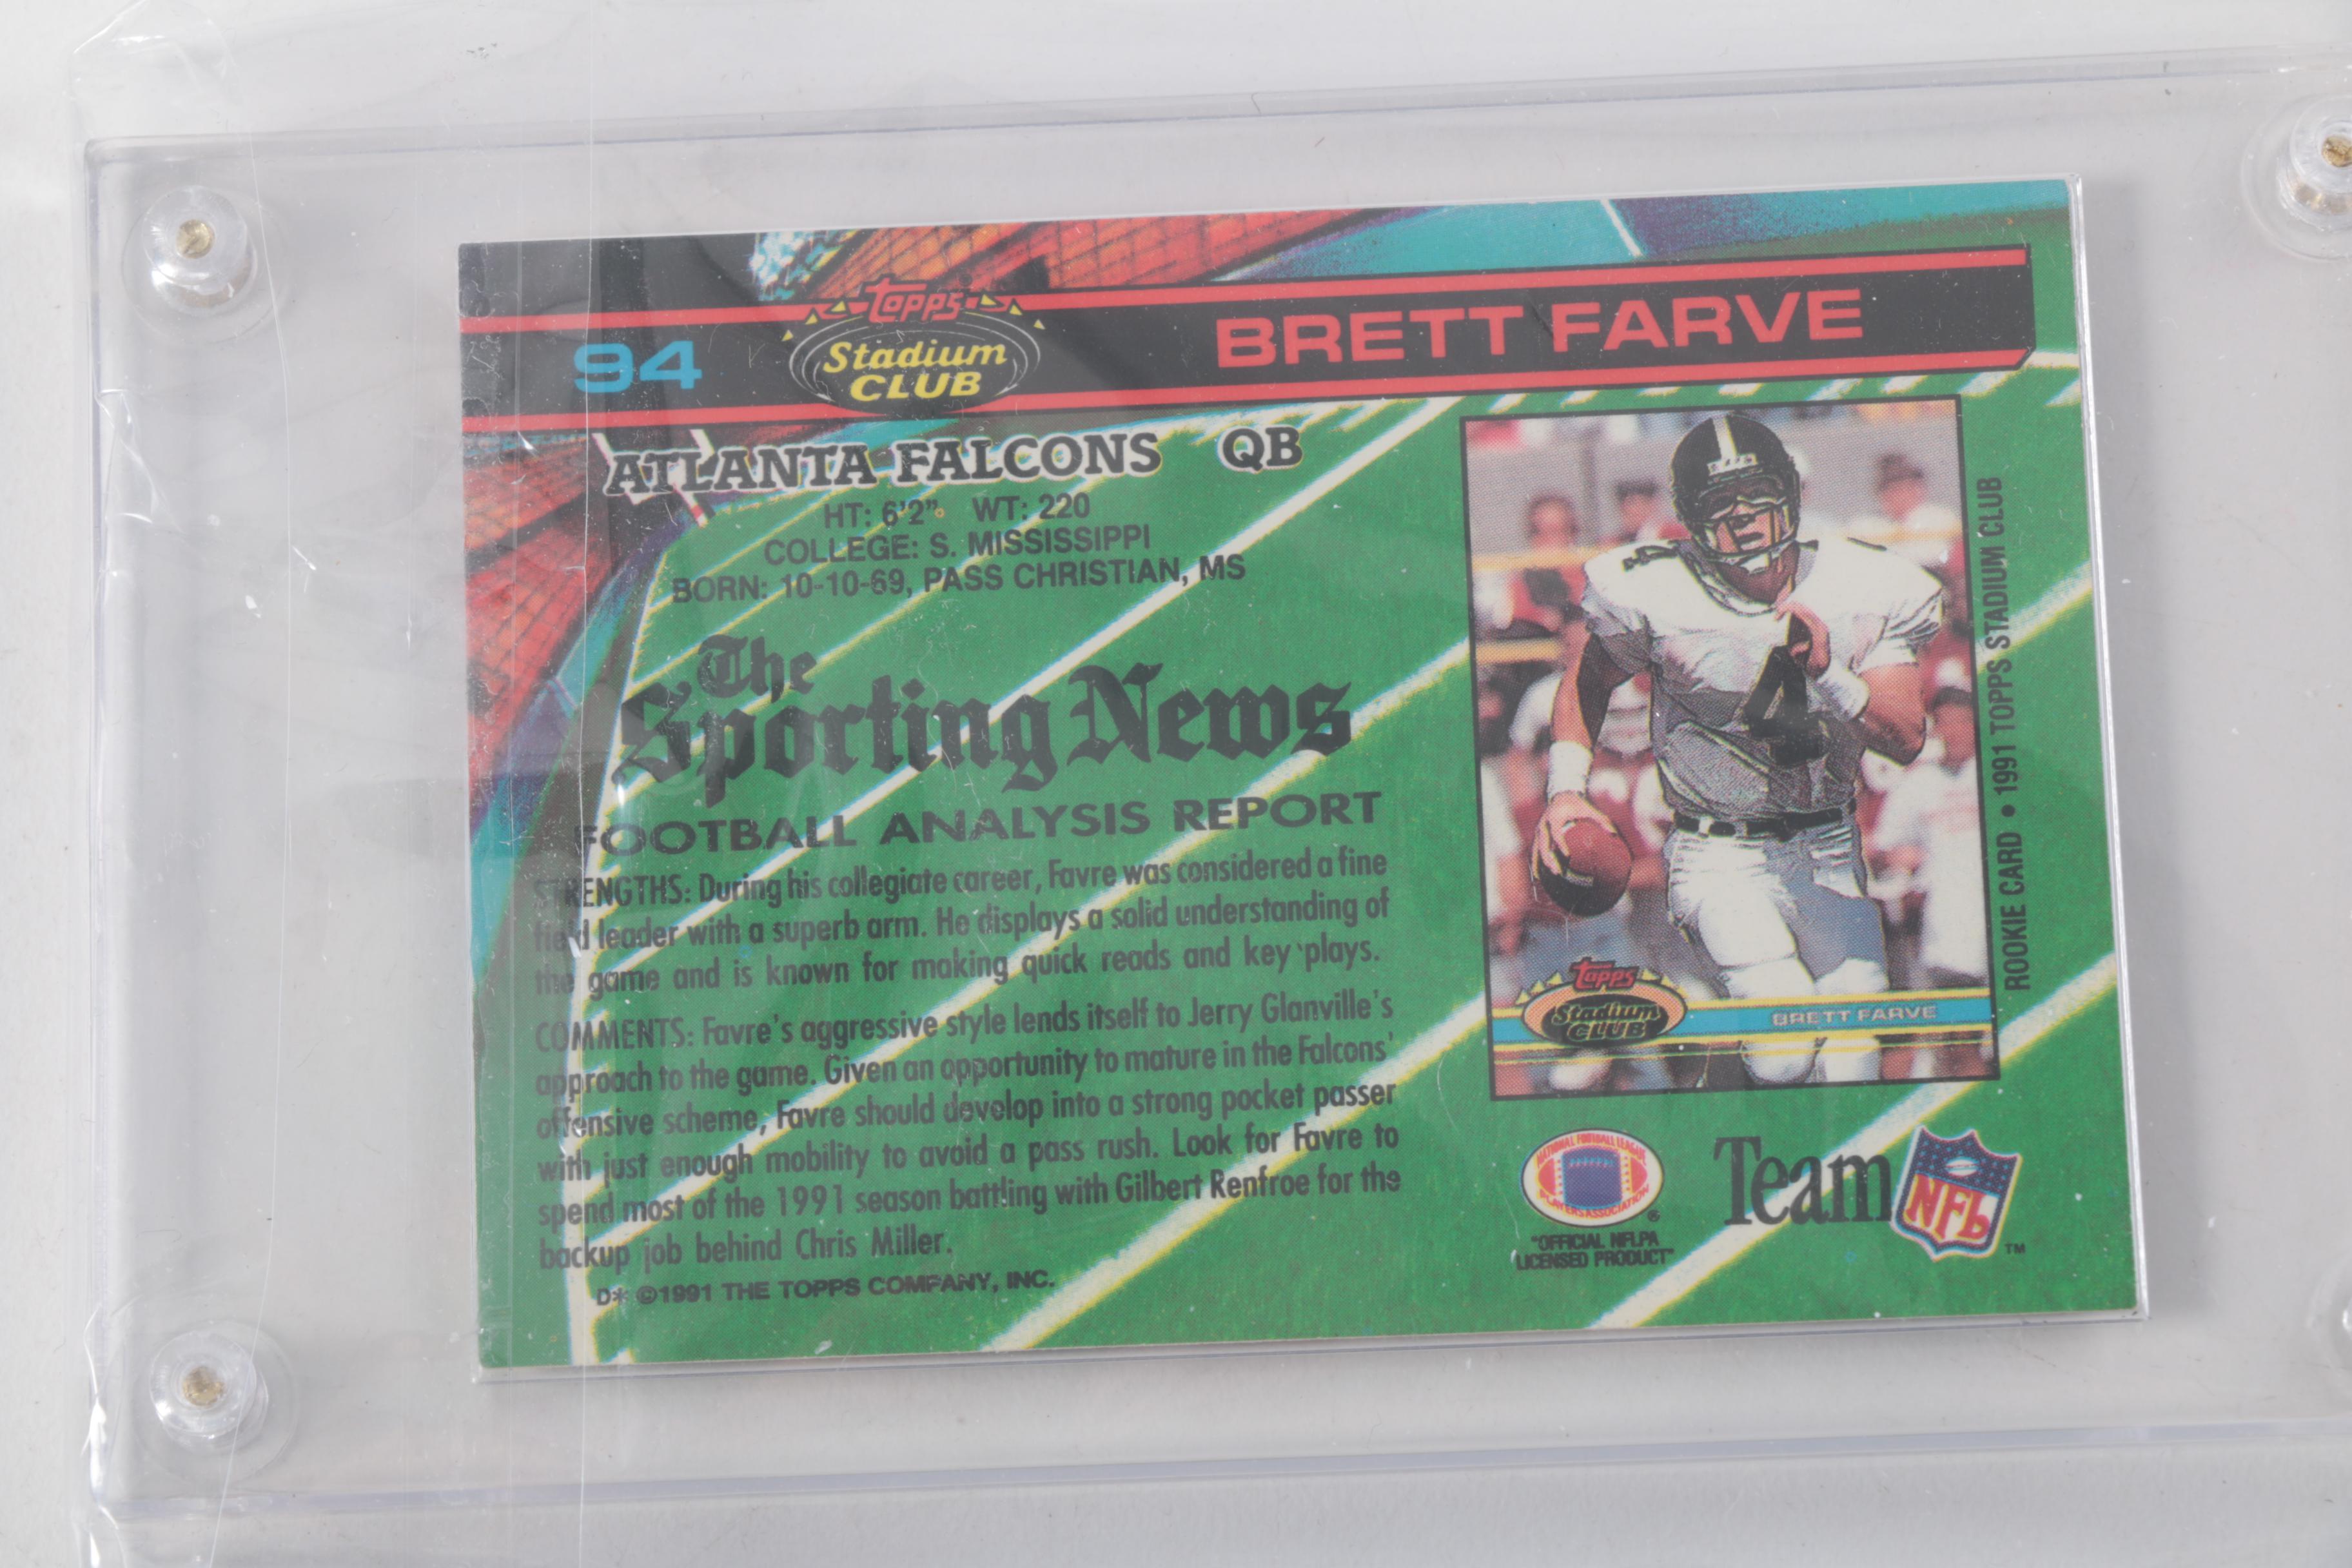 94
Topps
Stadium
CLUB
BRETT FARVE
ATLANTA FALCONS QB
HT: 6'2" WT: 220
COLLEGE: S. MISSISSIPPI
BORN: 10-10-69, PASS CHRISTIAN, MS
The
Sporting News
FOOTBALL ANALYSIS REPORT
STRENGTHS: During his collegiate career, Favre was considered a fine
field leader with a superb arm. He displays a solid understanding of
the game and is known for making quick reads and key plays.
COMMENTS: Favre's aggressive style lends itself to Jerry Glanville's
approach to the game. Given an opportunity to mature in the Falcons'
offensive scheme, Favre should develop into a strong pocket passer
with just enough mobility to avoid a pass rush. Look for Favre to
spend most of the 1991 season battling with Gilbert Renfroe for the
backup job behind Chris Miller.
D* ©1991 THE TOPPS COMPANY, INC.
4
4
Topps
Stadium
CLUB
BRETT FARVE
ROOKIE CARD • 1991 TOPPS STADIUM CLUB
NATIONAL FOOTBALL LEAGUE
PLAYERS ASSOCIATION
®
"OFFICIAL NFLPA
LICENSED PRODUCT"
Team NFL
TM